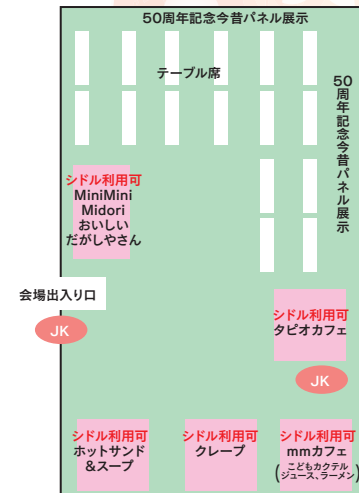 50周年記念今昔パネル展示
テーブル席
50周年記念今昔パネル展示
シドル利用可
MiniMini
Midori
おいしい
だがしやさん
会場出入り口
JK
シドル利用可
タピオカフェ
JK
シドル利用可
ホットサンド
&スープ
シドル利用可
クレープ
シドル利用可
mmカフェ
(こどもカクテル
ジュース、ラーメン)